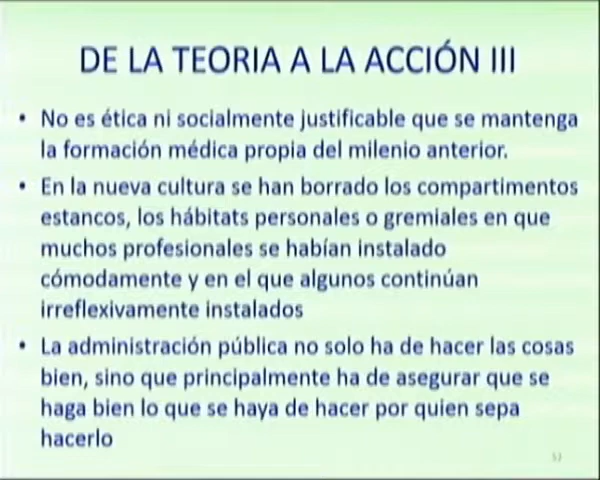 DE LA TEORIA A LA ACCIÓN III
• No es ética ni socialmente justificable que se mantenga
la formación médica propia del milenio anterior.
• En la nueva cultura se han borrado los compartimentos
estancos, los hábitats personales o gremiales en que
muchos profesionales se habían instalado
cómodamente y en el que algunos continúan
irreflexivamente instalados
• La administración pública no solo ha de hacer las cosas
bien, sino que principalmente ha de asegurar que se
haga bien lo que se haya de hacer por quien sepa
hacerlo